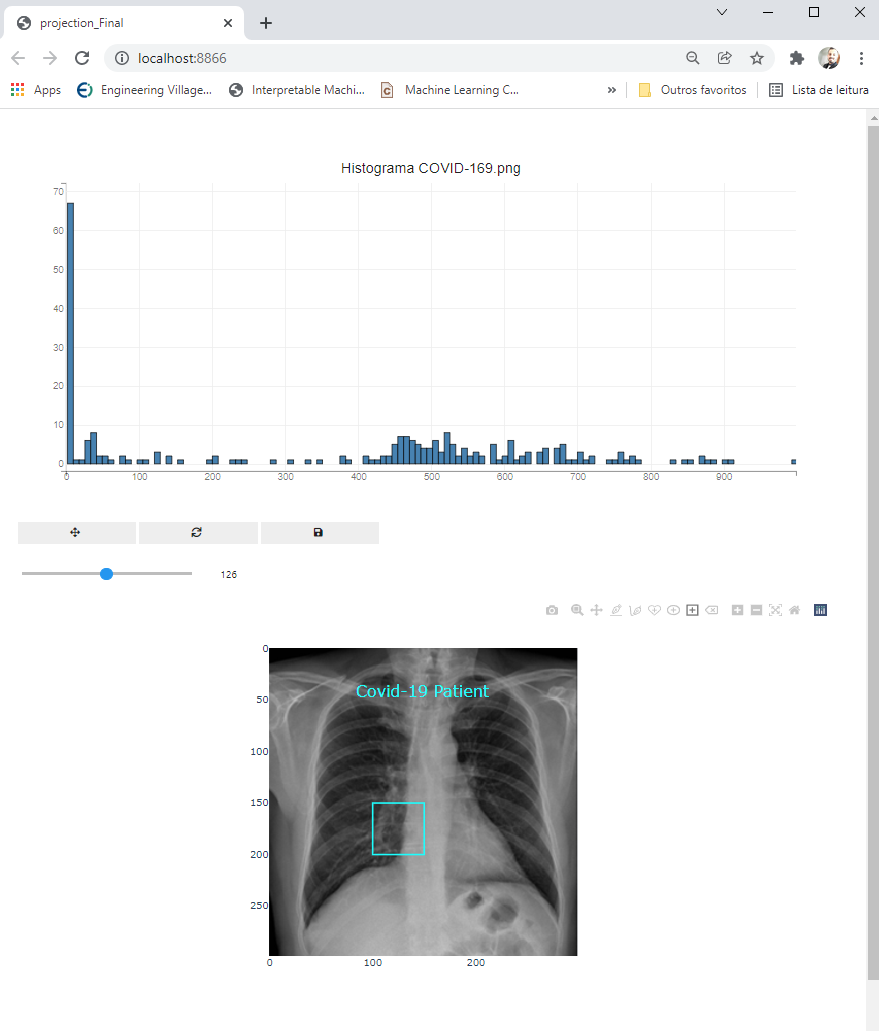 projection_Final
localhost:8866
Apps
Engineering Village...
Interpretable Machi...
Machine Learning C...
»
Outros favoritos
Lista de leitura
Histograma COVID-169.png
70
60
50
40
30
20
10
0
0 100 200 300 400 500 600 700 800 900
126
0
Covid-19 Patient
50
100
150
200
250
0 100 200